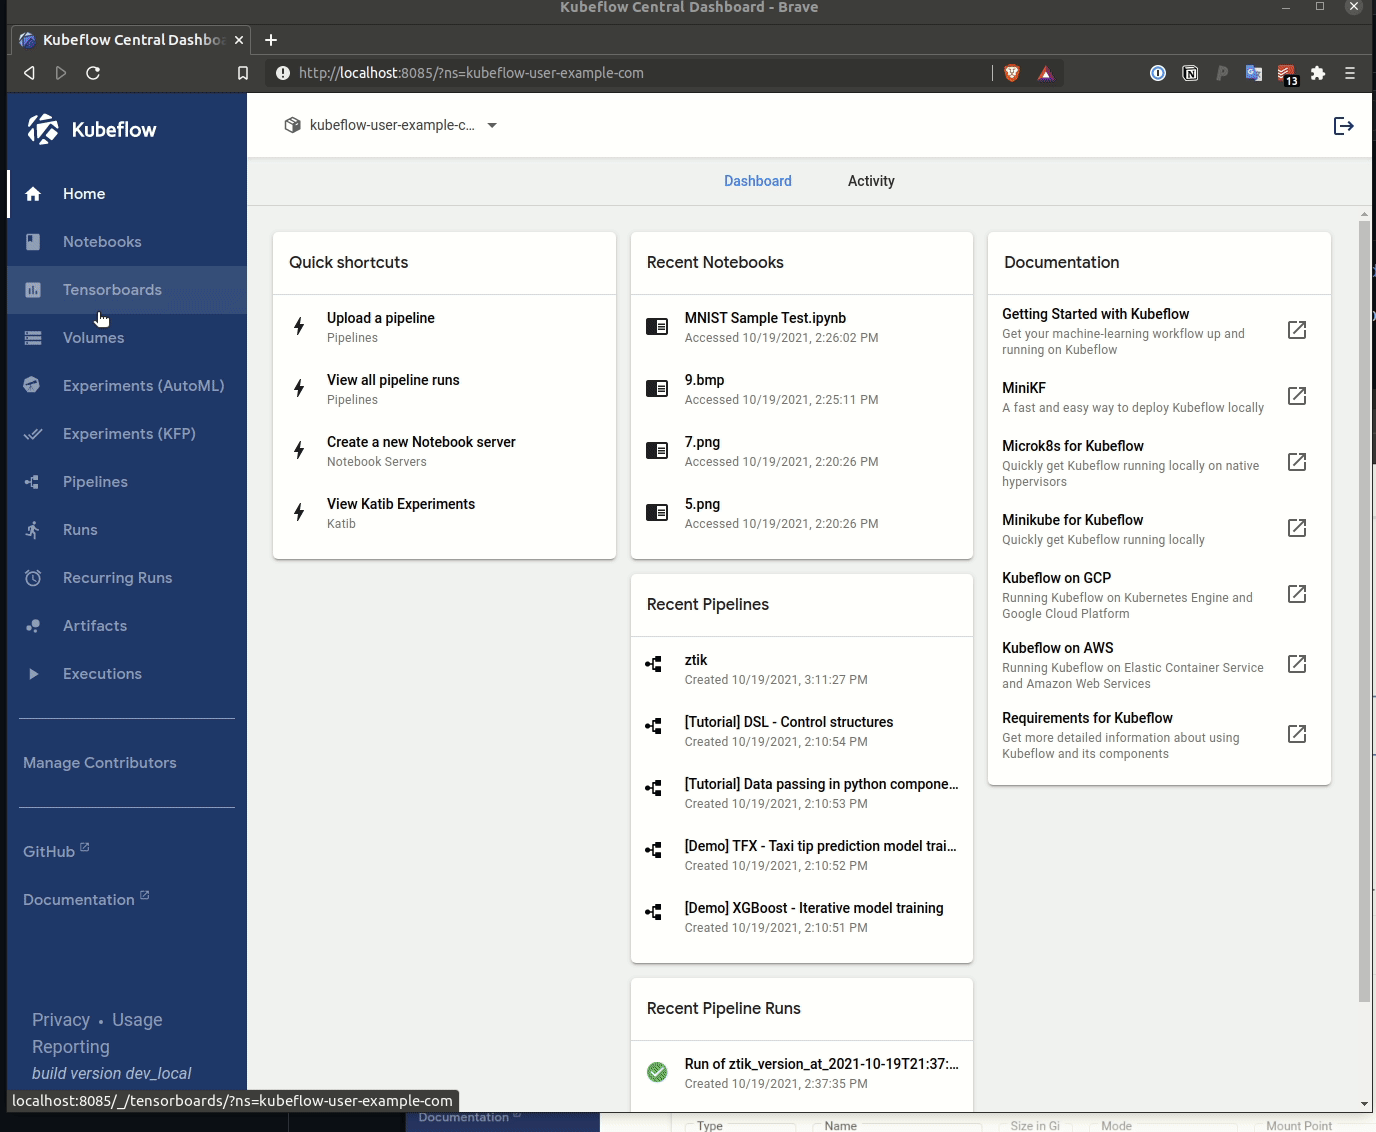 Kubeflow Central Dashboard - Brave
Kubeflow Central Dashbo
http://localhost:8085/?ns=kubeflow-user-example-com
13
Kubeflow
kubeflow-user-example-c...
Home
Notebooks
Tensorboards
Volumes
Experiments (AutoML)
Experiments (KFP)
Pipelines
Runs
Recurring Runs
Artifacts
Executions
Manage Contributors
GitHub
Documentation
Privacy • Usage
Reporting
build version dev_local
localhost:8085/_/tensorboards/?ns=kubeflow-user-example-com
Dashboard
Activity
Quick shortcuts
Upload a pipeline
Pipelines
View all pipeline runs
Pipelines
Create a new Notebook server
Notebook Servers
View Katib Experiments
Katib
Recent Notebooks
MNIST Sample Test.ipynb
Accessed 10/19/2021, 2:26:02 PM
9.bmp
Accessed 10/19/2021, 2:25:11 PM
7.png
Accessed 10/19/2021, 2:20:26 PM
5.png
Accessed 10/19/2021, 2:20:26 PM
Recent Pipelines
ztik
Created 10/19/2021, 3:11:27 PM
[Tutorial] DSL - Control structures
Created 10/19/2021, 2:10:54 PM
[Tutorial] Data passing in python compone...
Created 10/19/2021, 2:10:53 PM
[Demo] TFX - Taxi tip prediction model trai...
Created 10/19/2021, 2:10:52 PM
[Demo] XGBoost - Iterative model training
Created 10/19/2021, 2:10:51 PM
Recent Pipeline Runs
Run of ztik_version_at_2021-10-19T21:37:...
Created 10/19/2021, 2:37:35 PM
Documentation
Getting Started with Kubeflow
Get your machine-learning workflow up and
running on Kubeflow
MiniKF
A fast and easy way to deploy Kubeflow locally
Microk8s for Kubeflow
Quickly get Kubeflow running locally on native
hypervisors
Minikube for Kubeflow
Quickly get Kubeflow running locally
Kubeflow on GCP
Running Kubeflow on Kubernetes Engine and
Google Cloud Platform
Kubeflow on AWS
Running Kubeflow on Elastic Container Service
and Amazon Web Services
Requirements for Kubeflow
Get more detailed information about using
Kubeflow and its components
Documentation
Type
Name
Size in Gi
Mode
Mount Point